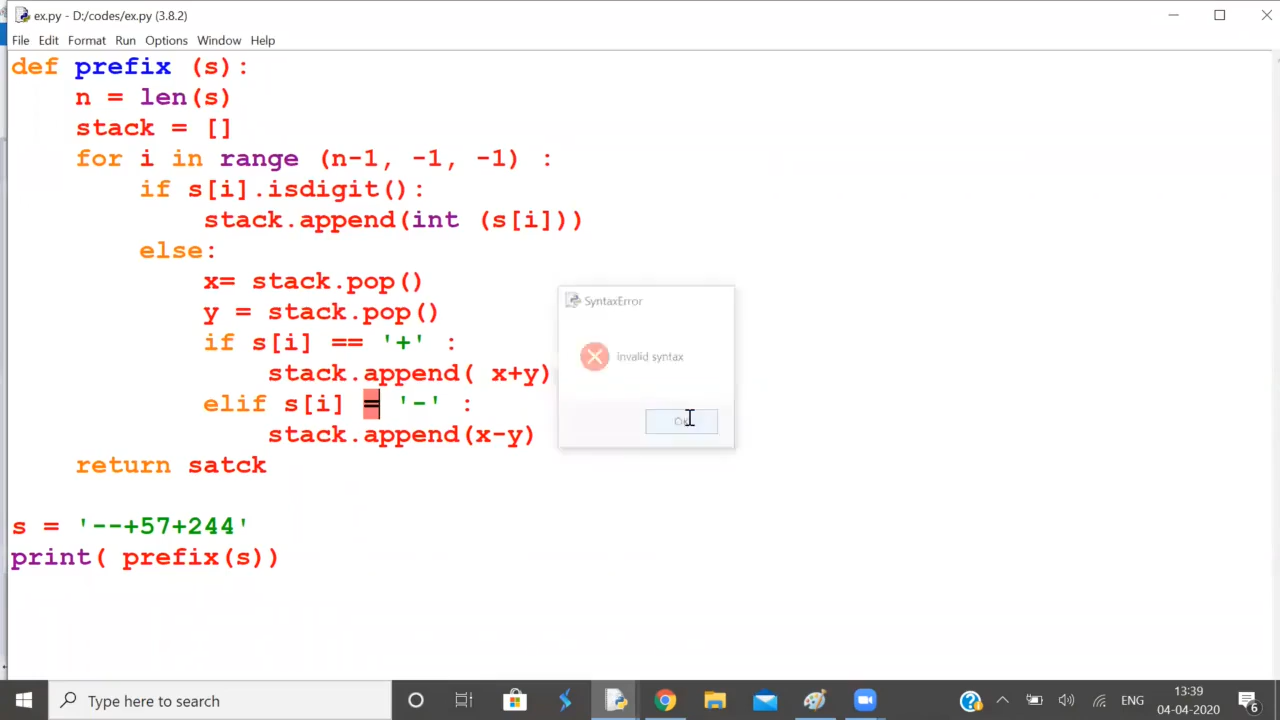 ex.py - D:/codes/ex.py (3.8.2)
File Edit Format Run Options Window Help
def prefix (s):
    n = len(s)
    stack = []
    for i in range (n-1, -1, -1) :
        if s[i].isdigit():
            stack.append(int (s[i]))
        else:
            x= stack.pop()
            y = stack.pop()
            if s[i] == '+' :
                stack.append( x+y)
            elif s[i] = '-' :
                stack.append(x-y)
    return satck
s = '--+57+244'
print( prefix(s))
SyntaxError
invalid syntax
Type here to search
ENG
13:39
04-04-2020
6